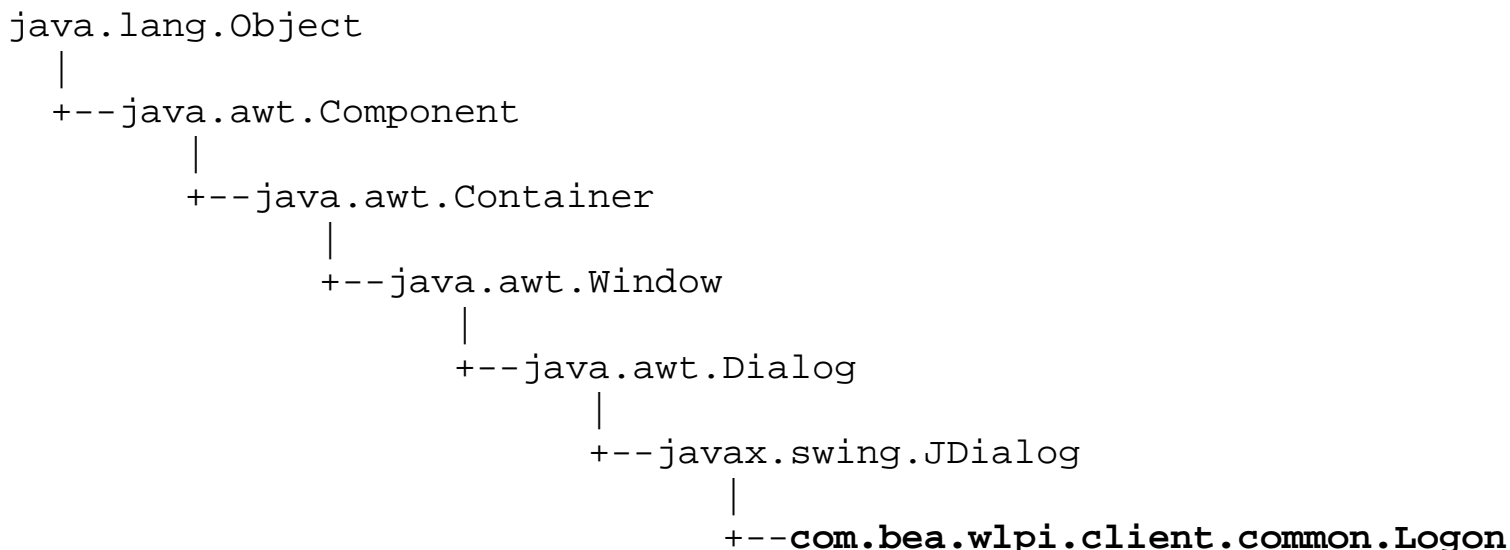 java.lang.Object
|
+--java.awt.Component
|
+--java.awt.Container
|
+--java.awt.Window
|
+--java.awt.Dialog
|
+--javax.swing.JDialog
|
+--com.bea.wlpi.client.common.Logon